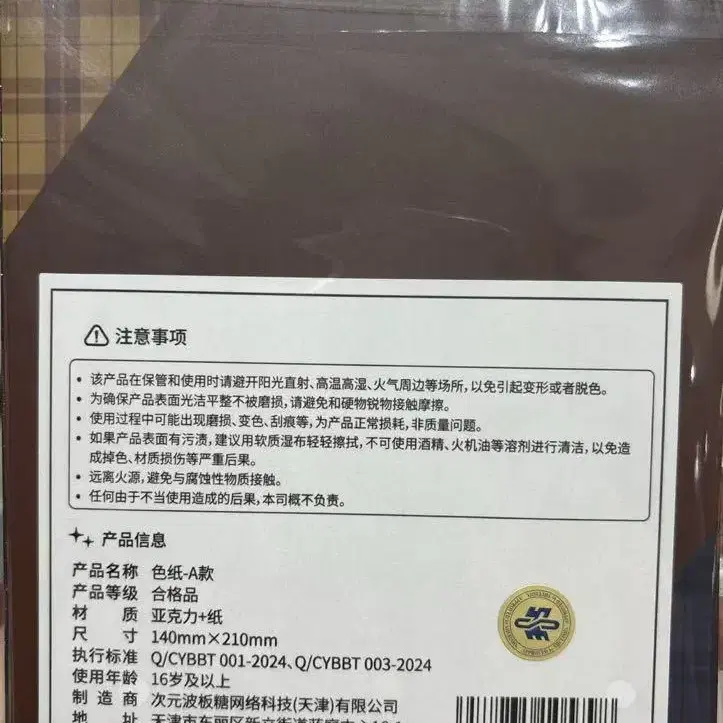 注意事项
• 该产品在保管和使用时请避开阳光直射、高温高湿、火气周边等场所，以免引起变形或者脱色。
• 为确保产品表面光洁平整不被磨损，请避免和硬物锐物接触摩擦。
• 使用过程中可能出现磨损、变色、刮痕等，为产品正常损耗，非质量问题。
• 如果产品表面有污渍，建议用软质湿布轻轻擦拭，不可使用酒精、火机油等溶剂进行清洁，以免造
成掉色、材质损伤等严重后果。
• 远离火源，避免与腐蚀性物质接触。
• 任何由于不当使用造成的后果，本司概不负责。
产品信息
产品名称 色纸-A款
产品等级 合格品
材 质 亚克力+纸
尺 寸 140mm×210mm
执行标准 Q/CYBBT 001-2024、Q/CYBBT 003-2024
使用年龄 16岁及以上
制造商 次元波板糖网络科技(天津)有限公司
地 址 天津市东丽区新立街道